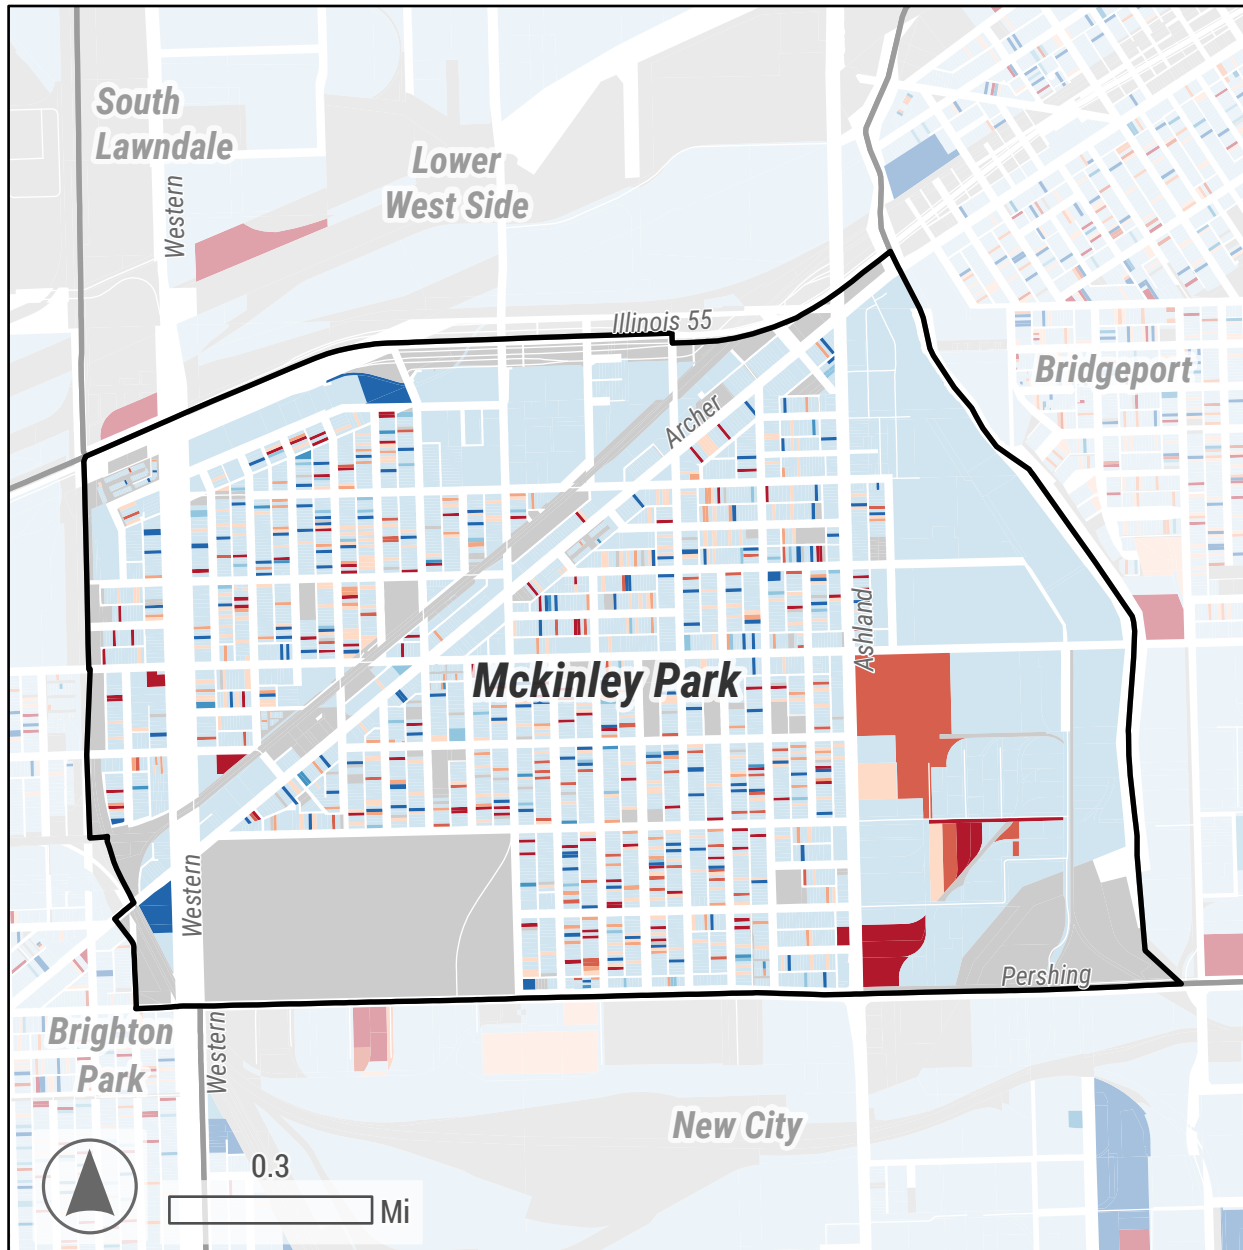 South
Lawndale
Lower
West Side
Western
Illinois 55
Archer
Bridgeport
Ashland
Mckinley Park
Western
Pershing
Brighton
Park
Western
New City
0.3
Mi